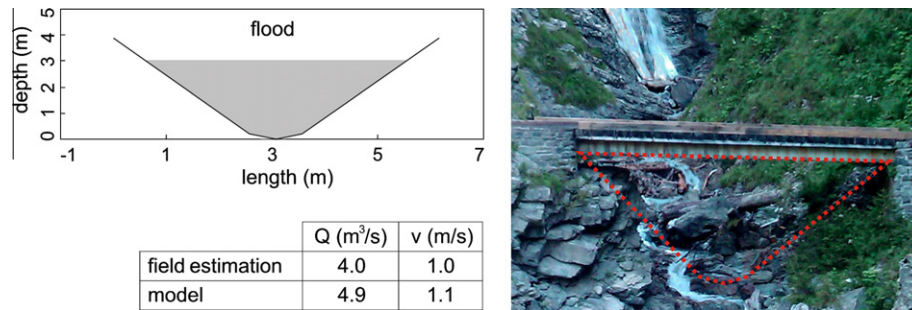 flood
depth (m)
5
4
3
2
1
0
-1 1 3 5 7
length (m)
Q (m³/s) v (m/s)
field estimation 4.0 1.0
model 4.9 1.1